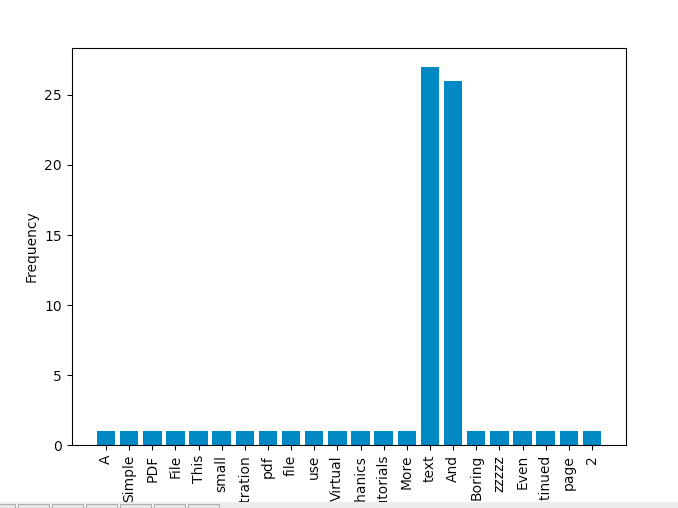 25
20
15
10
5
0
Frequency
A
Simple
PDF
File
This
small
tration
pdf
file
use
Virtual
hanics
torials
More
text
And
Boring
zzzzz
Even
tinued
page
2